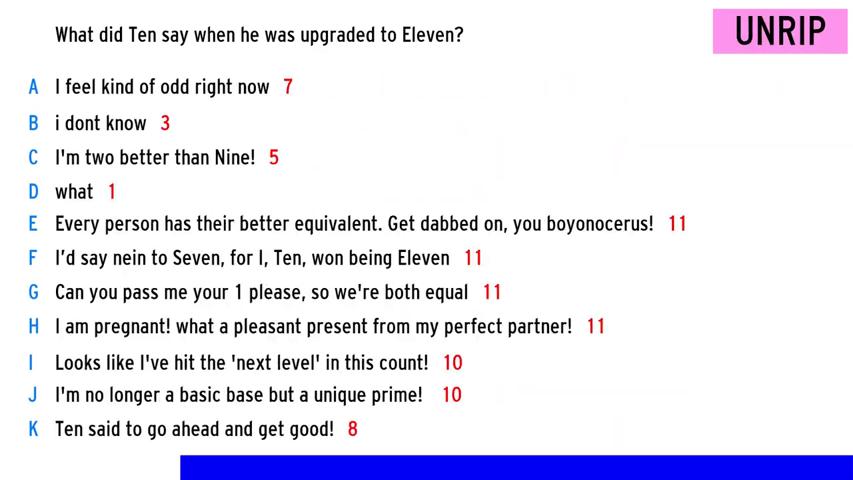 What did Ten say when he was upgraded to Eleven?
UNRIP
A I feel kind of odd right now 7
B i dont know 3
C I'm two better than Nine! 5
D what 1
E Every person has their better equivalent. Get dabbed on, you boyonocerus! 11
F I'd say nein to Seven, for I, Ten, won being Eleven 11
G Can you pass me your 1 please, so we're both equal 11
H I am pregnant! what a pleasant present from my perfect partner! 11
I Looks like I've hit the 'next level' in this count! 10
J I'm no longer a basic base but a unique prime! 10
K Ten said to go ahead and get good! 8